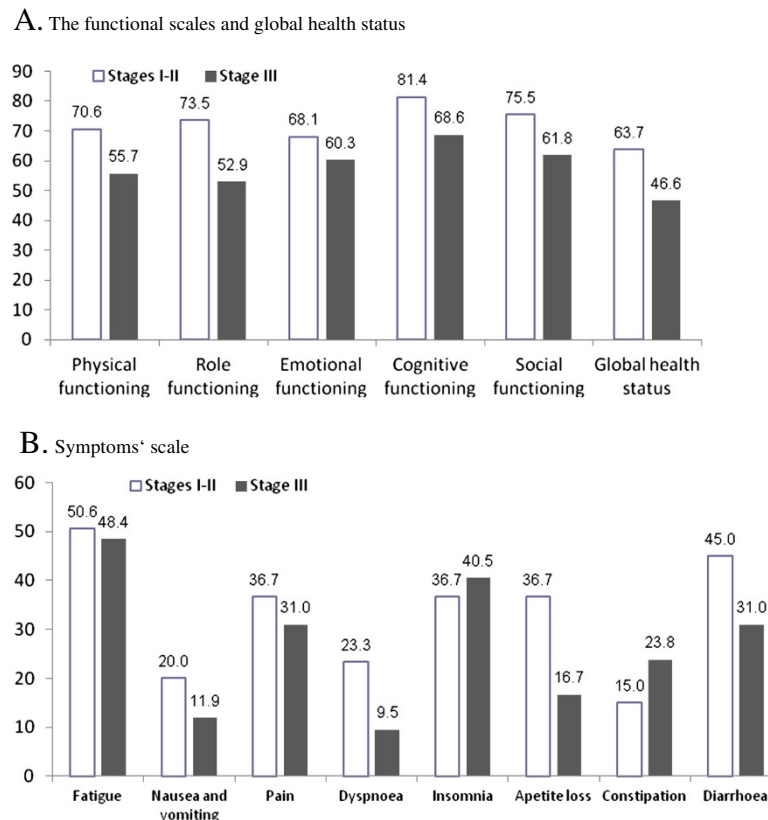 A. The functional scales and global health status
90
80
70
60
50
40
30
20
10
0
Stages I-II Stage III
70.6 55.7 73.5 52.9 68.1 60.3 81.4 68.6 75.5 61.8 63.7 46.6
Physical functioning
Role functioning
Emotional functioning
Cognitive functioning
Social functioning
Global health status
B. Symptoms‘ scale
60
50
40
30
20
10
0
Stages I-II Stage III
50.6 48.4 20.0 11.9 36.7 31.0 23.3 9.5 36.7 40.5 36.7 16.7 15.0 23.8 45.0 31.0
Fatigue
Nausea and vomiting
Pain
Dyspnoea
Insomnia
Apetite loss
Constipation
Diarrhoea